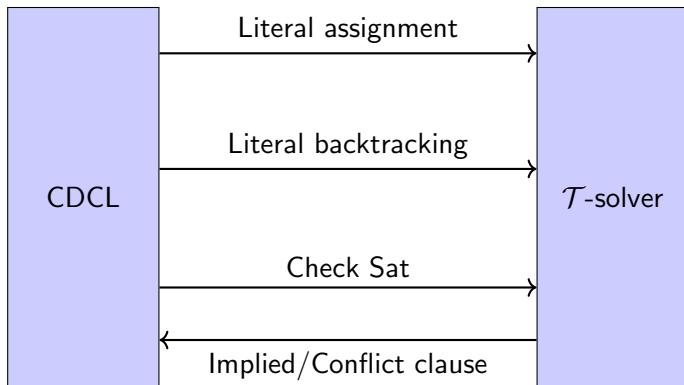 Literal assignment
Literal backtracking
CDCL
𝒯-solver
Check Sat
Implied/Conflict clause